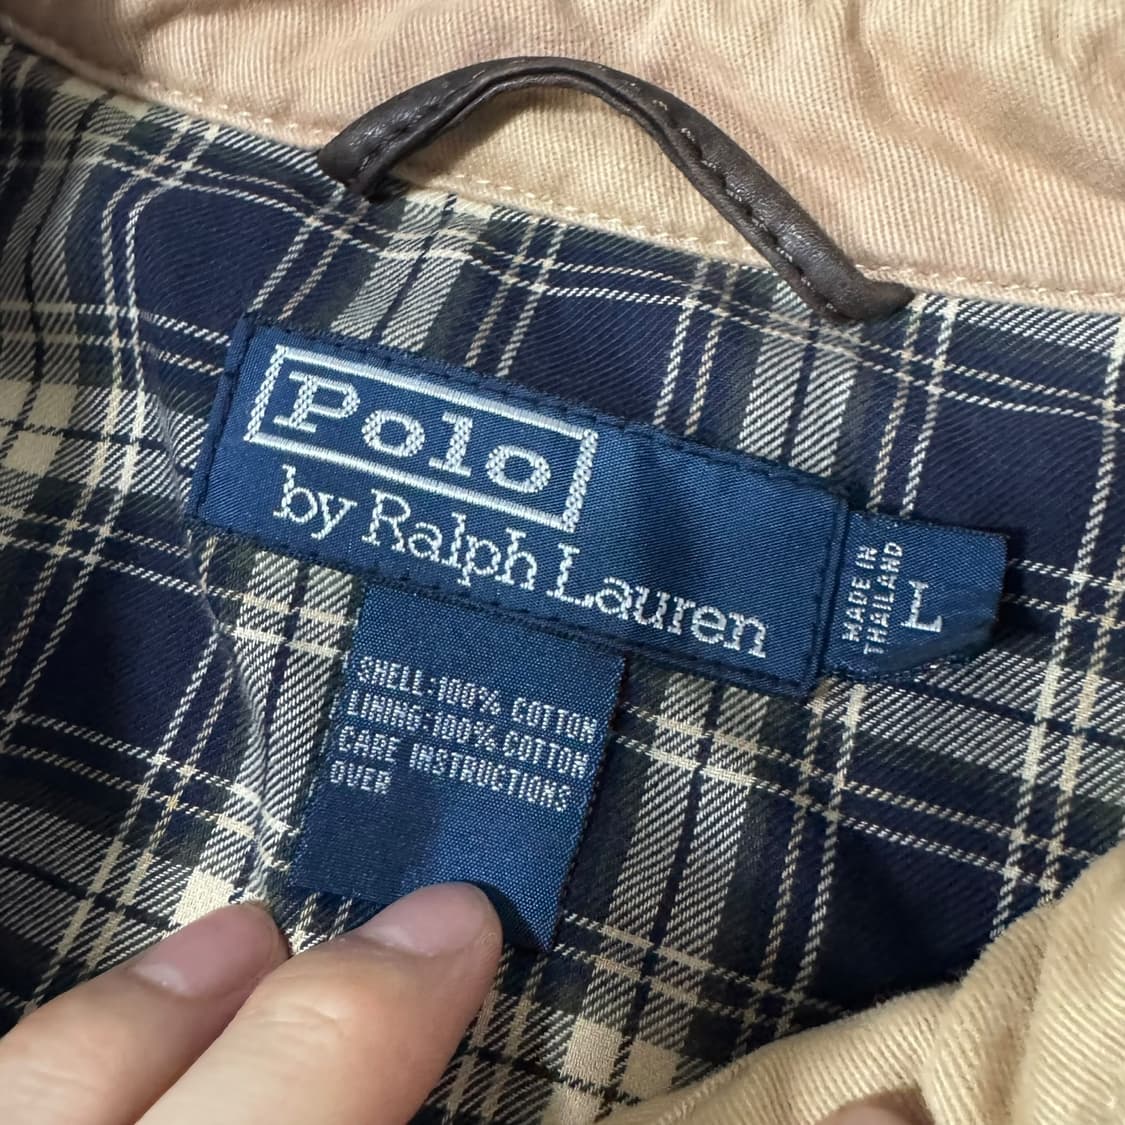 Polo
by Ralph Lauren
MADE IN
THAILAND
L
SHELL:100% COTTON
LINING:100% COTTON
CARE INSTRUCTIONS
OVER